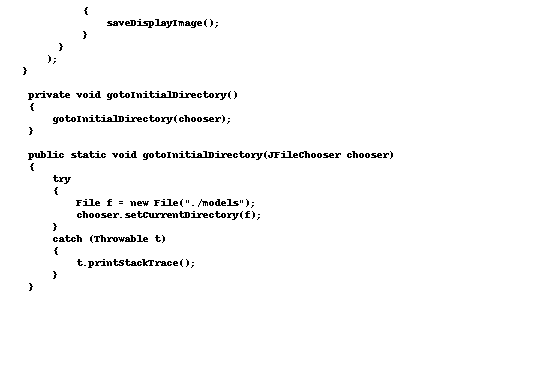 {
saveDisplayImage();
}
}
);
}
private void gotoInitialDirectory()
{
gotoInitialDirectory(chooser);
}
public static void gotoInitialDirectory(JFileChooser chooser)
{
try
{
File f = new File("./models");
chooser.setCurrentDirectory(f);
}
catch (Throwable t)
{
t.printStackTrace();
}
}